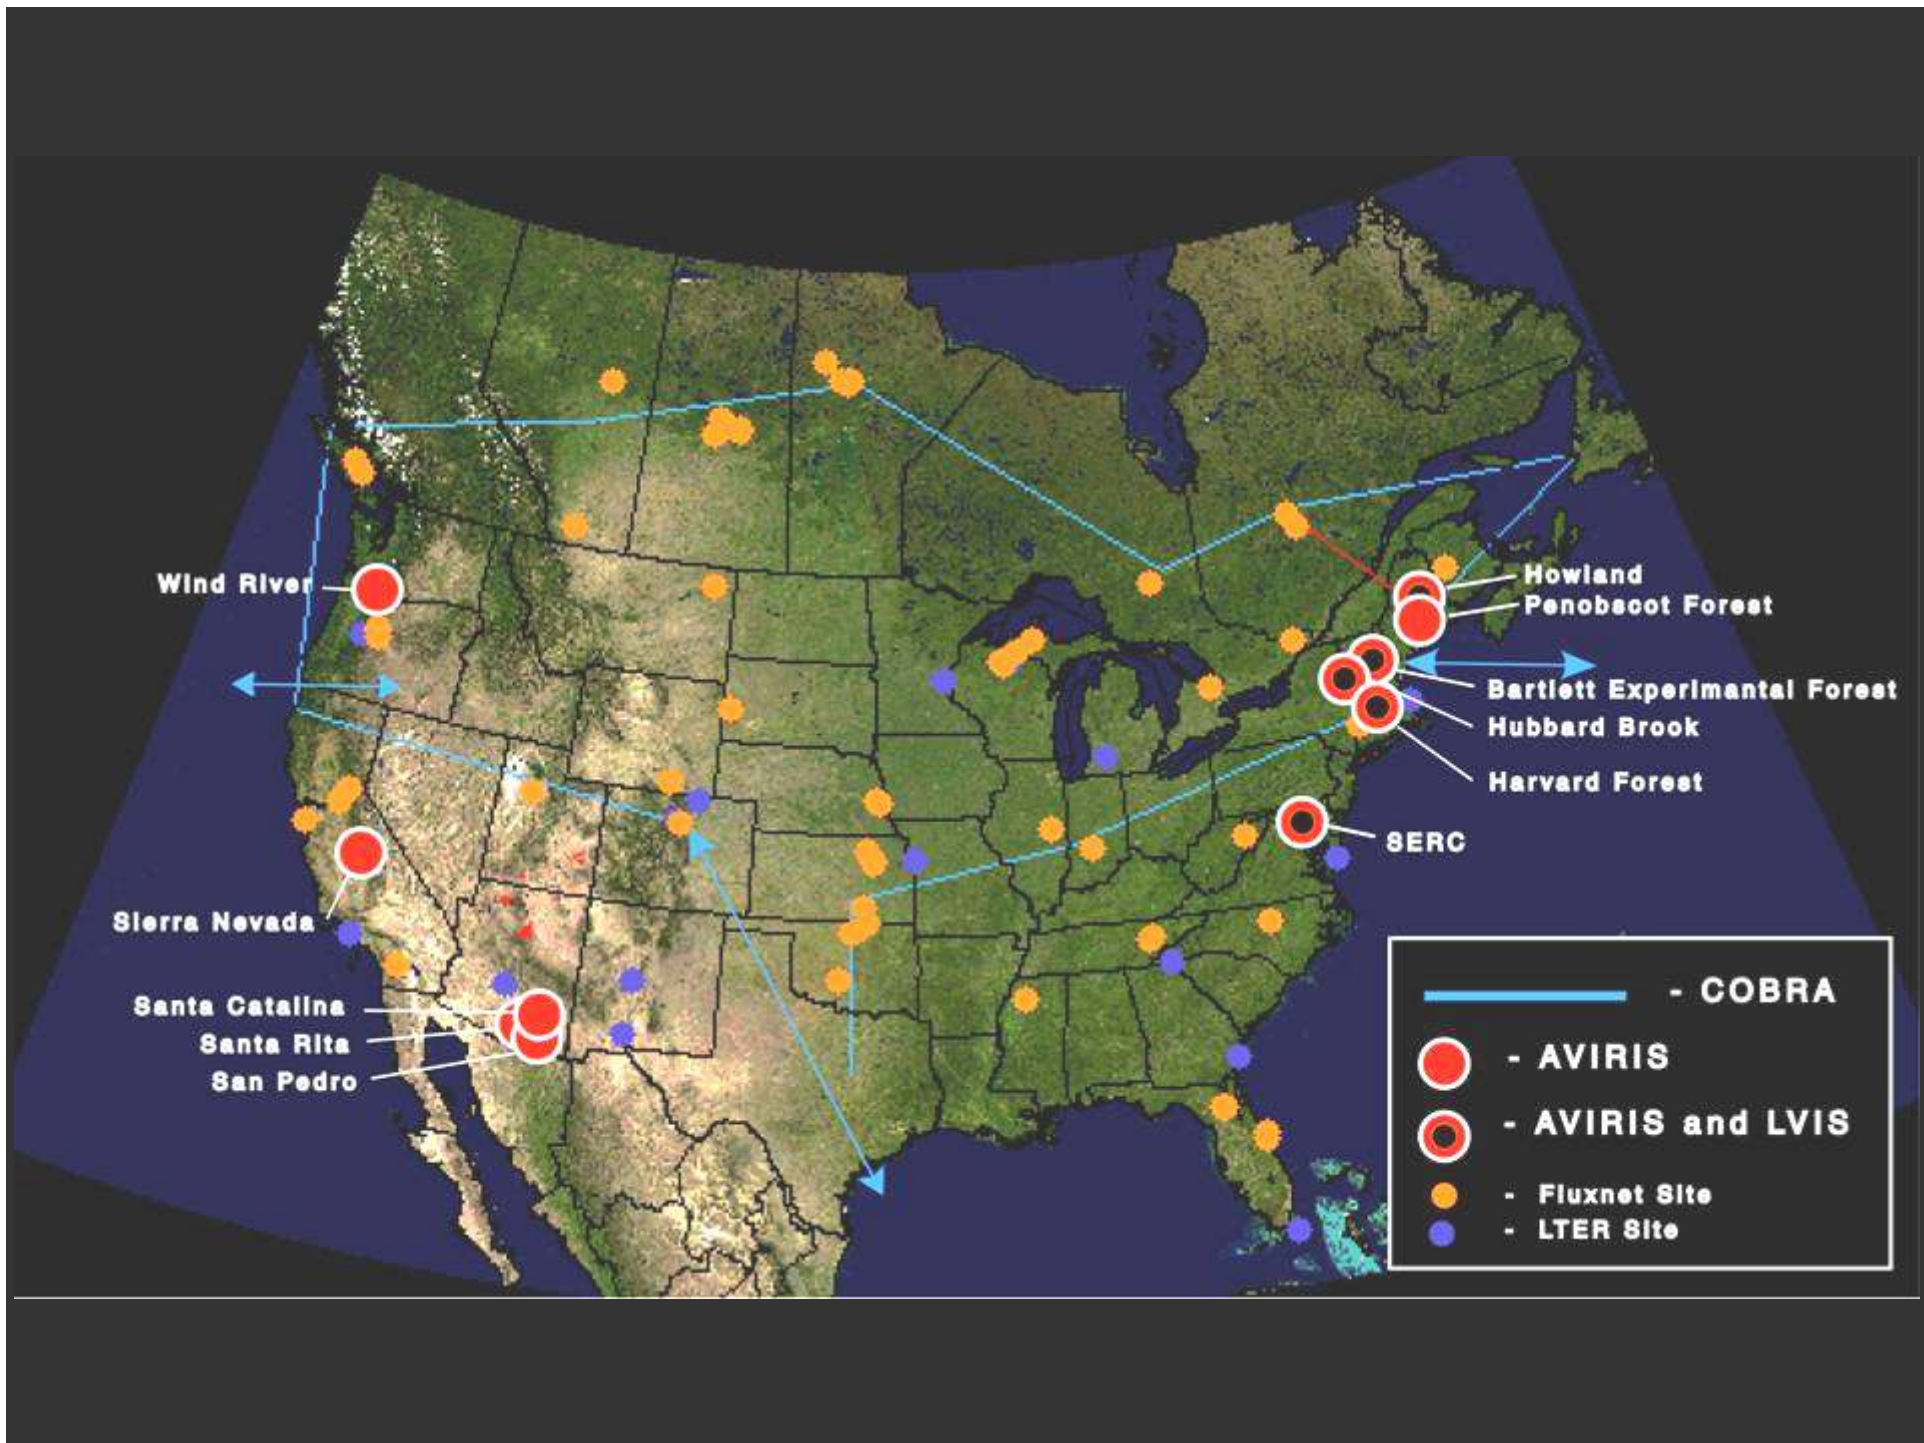 Wind River
Howland
Penobscot Forest
Bartlett Experimantal Forest
Hubbard Brook
Harvard Forest
SERC
Sierra Nevada
Santa Catalina
Santa Rita
San Pedro
- COBRA
- AVIRIS
- AVIRIS and LVIS
- Fluxnet Site
- LTER Site